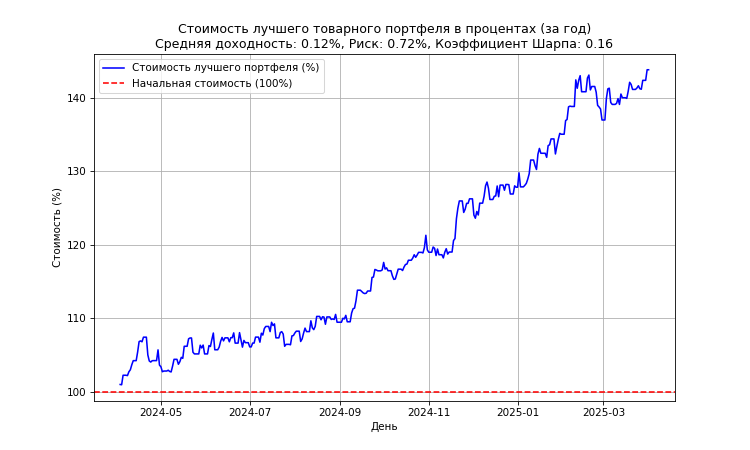 Стоимость лучшего товарного портфеля в процентах (за год)
Средняя доходность: 0.12%, Риск: 0.72%, Коэффициент Шарпа: 0.16
Стоимость лучшего портфеля (%)
Начальная стоимость (100%)
Стоимость (%)
140
130
120
110
100
2024-05
2024-07
2024-09
2024-11
2025-01
2025-03
День